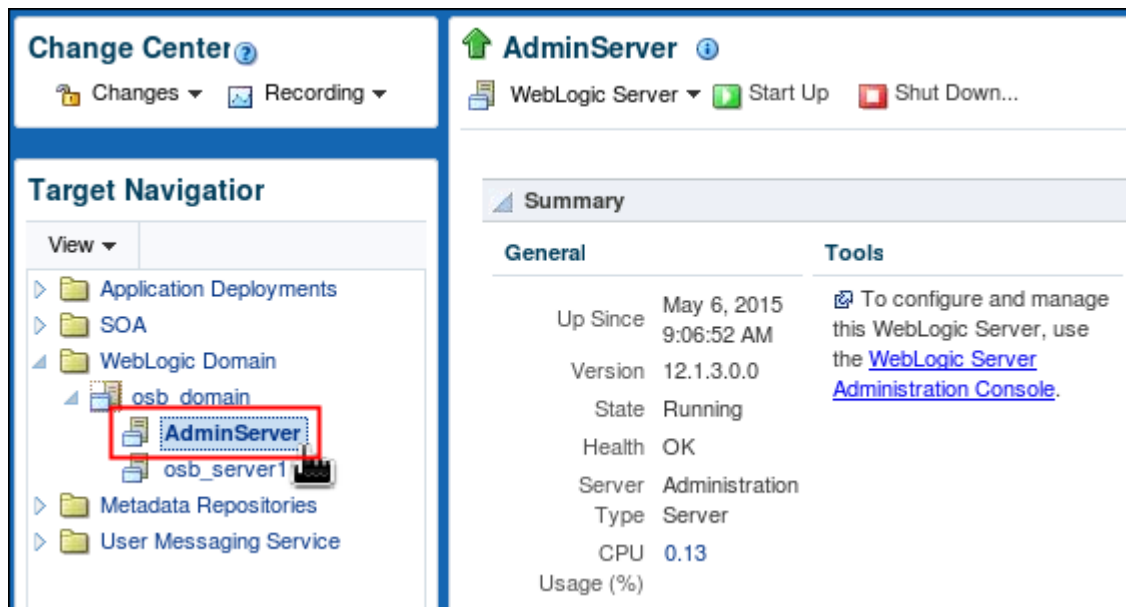 Change Center
Changes
Recording
Target Navigatior
View
Application Deployments
SOA
WebLogic Domain
osb_domain
AdminServer
osb_server1
Metadata Repositories
User Messaging Service
AdminServer
WebLogic Server
Start Up
Shut Down...
Summary
General
Up Since May 6, 2015
9:06:52 AM
Version 12.1.3.0.0
State Running
Health OK
Server Administration
Type Server
CPU 0.13
Usage (%)
Tools
To configure and manage
this WebLogic Server, use
the WebLogic Server
Administration Console.